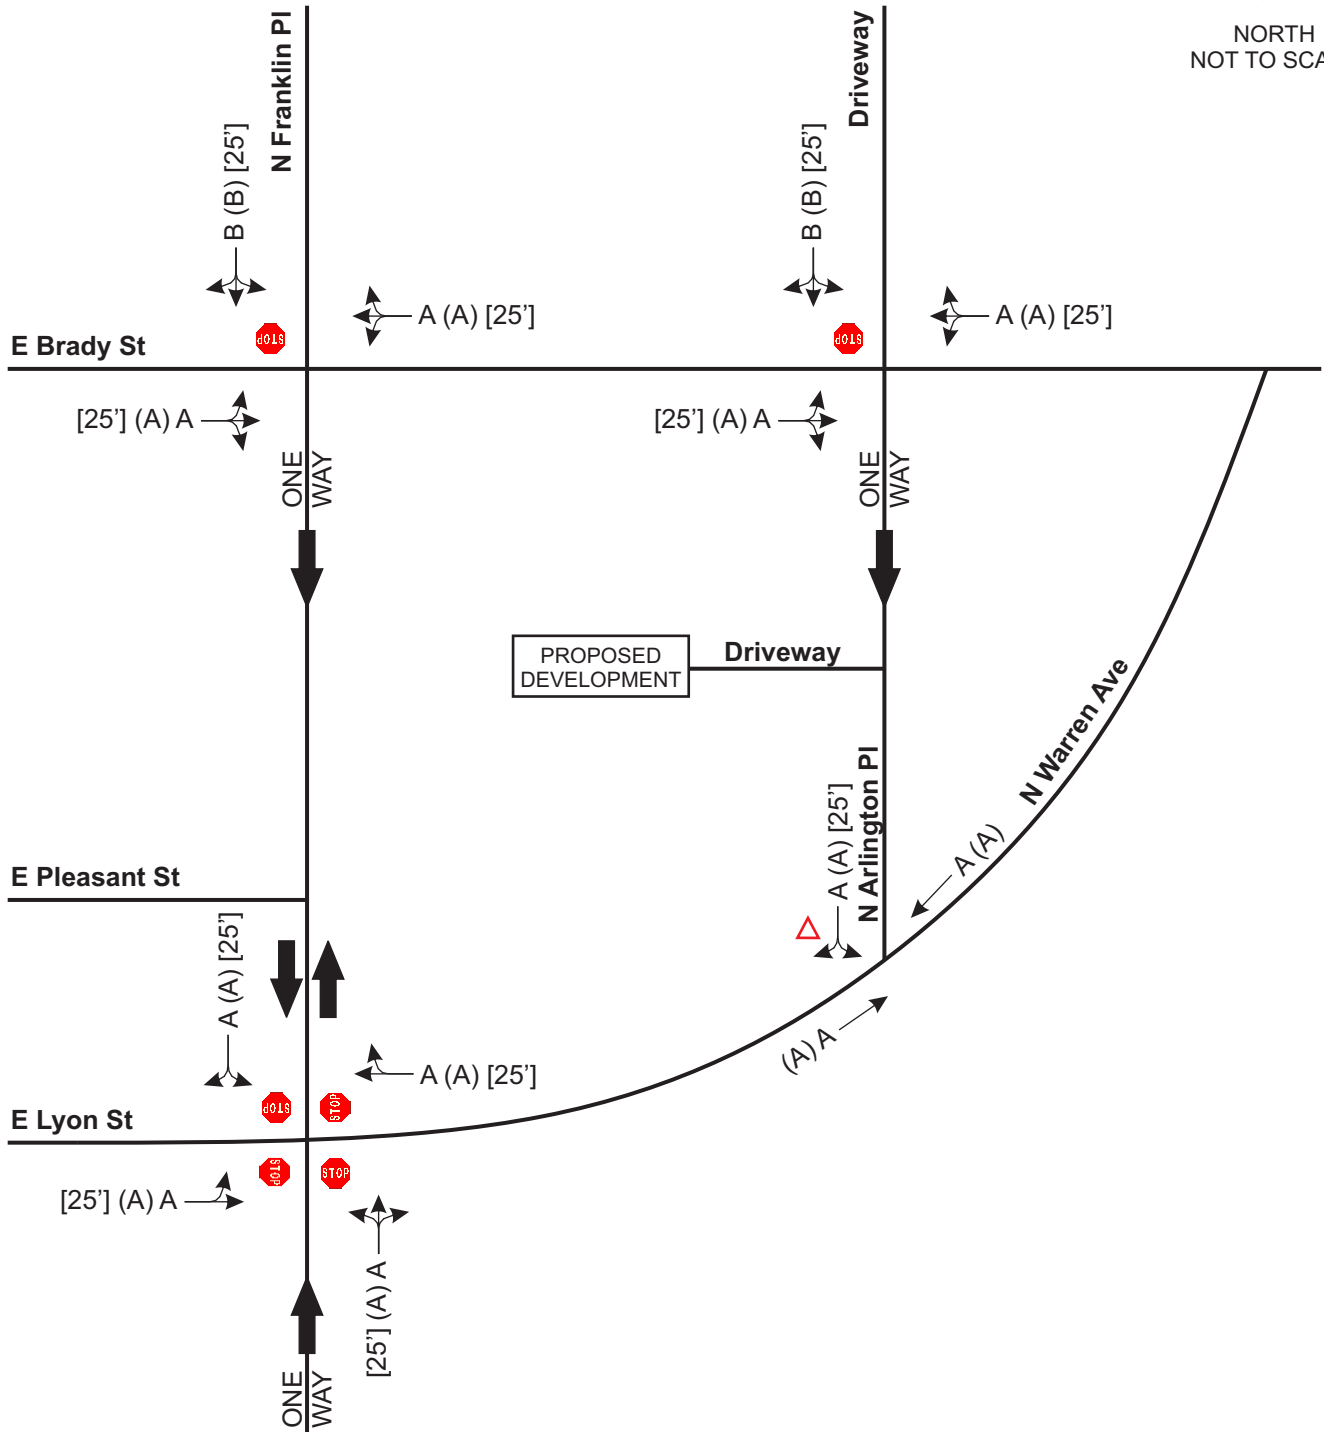 NORTH
NOT TO SCA
N Franklin Pl
Driveway
B (B) [25']
B (B) [25']
A (A) [25']
A (A) [25']
STOP
STOP
E Brady St
[25'] (A) A
[25'] (A) A
ONE
WAY
ONE
WAY
PROPOSED
DEVELOPMENT
Driveway
N Warren Ave
N Arlington Pl
A (A) [25']
A (A)
E Pleasant St
A (A) [25']
(A) A
A (A) [25']
STOP
STOP
E Lyon St
STOP
STOP
[25'] (A) A
[25'] (A) A
ONE
WAY